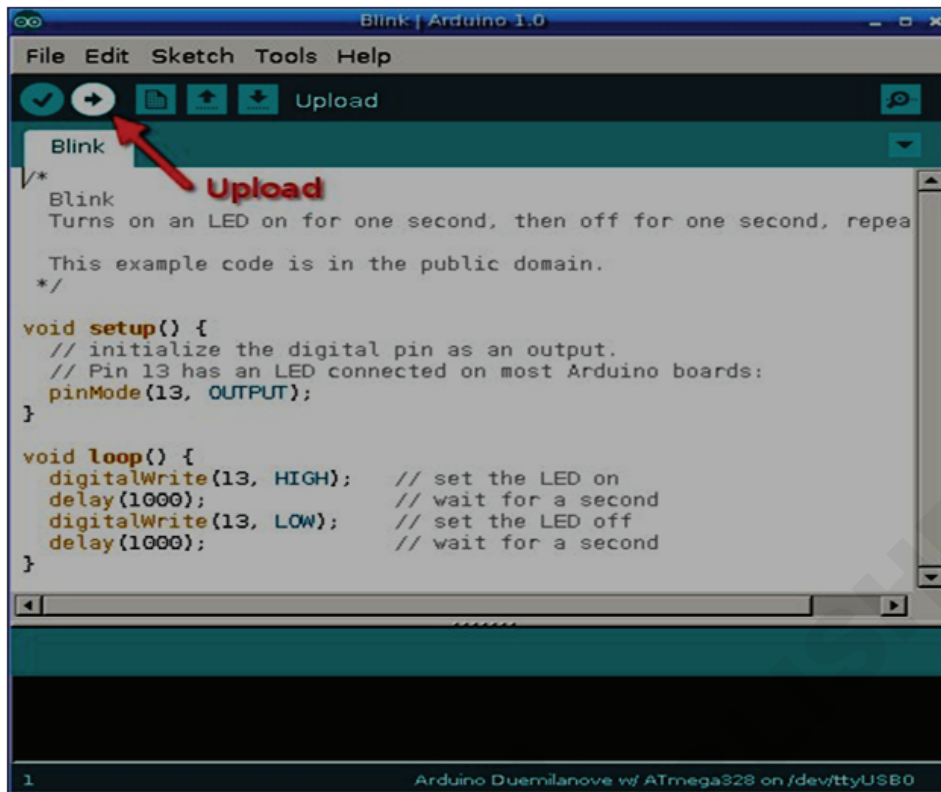 Blink | Arduino 1.0
File Edit Sketch Tools Help
Upload
Blink
Upload
/*
Blink
Turns on an LED on for one second, then off for one second, repea
This example code is in the public domain.
*/
void setup() {
// initialize the digital pin as an output.
// Pin 13 has an LED connected on most Arduino boards:
pinMode(13, OUTPUT);
}
void loop() {
digitalWrite(13, HIGH); // set the LED on
delay(1000); // wait for a second
digitalWrite(13, LOW); // set the LED off
delay(1000); // wait for a second
}
1 Arduino Duemilanove w/ ATmega328 on /dev/ttyUSB0